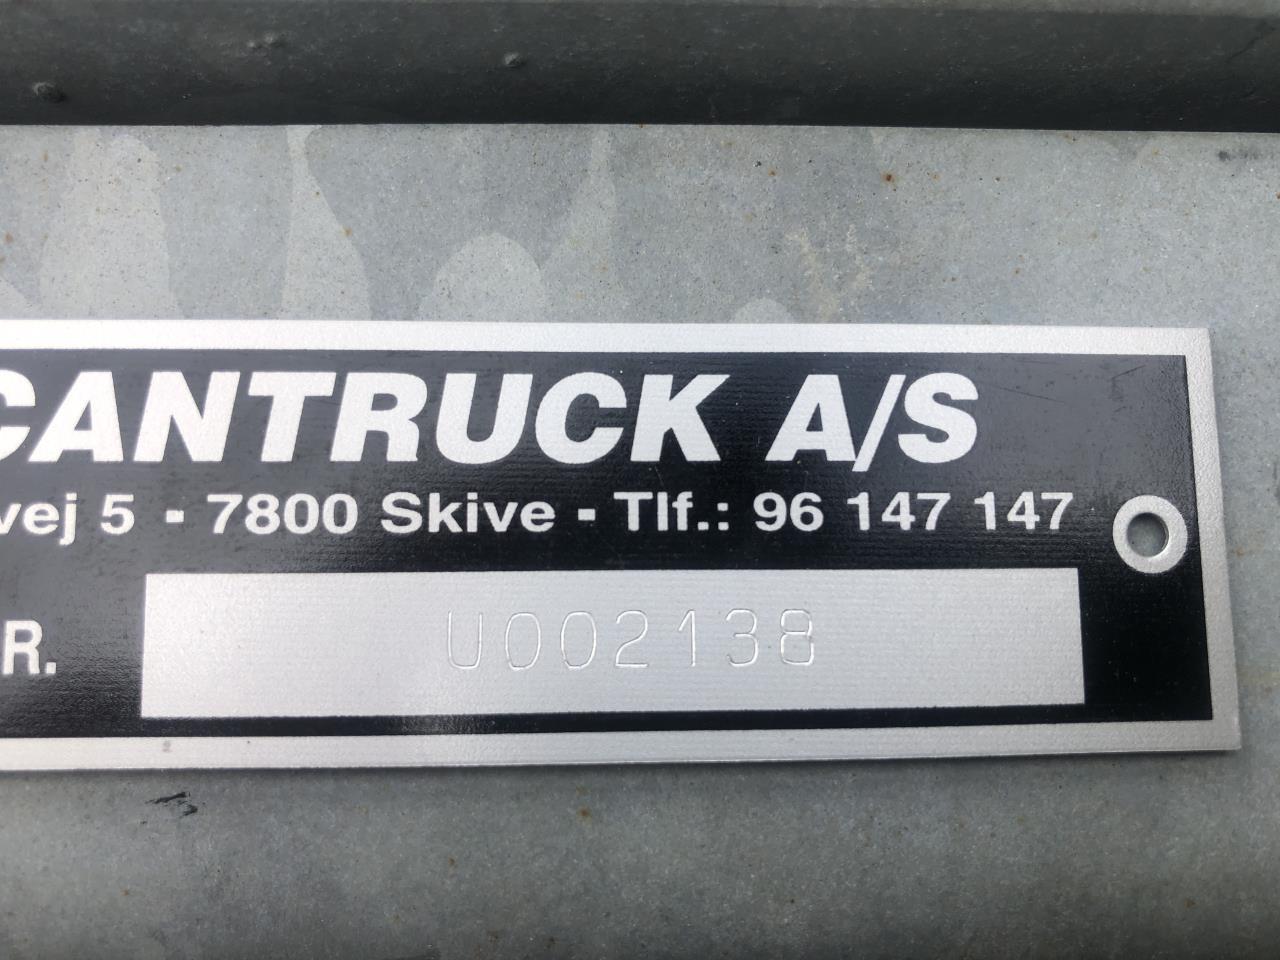 CANTRUCK A/S
vej 5 - 7800 Skive - Tlf.: 96 147 147
R. U002138